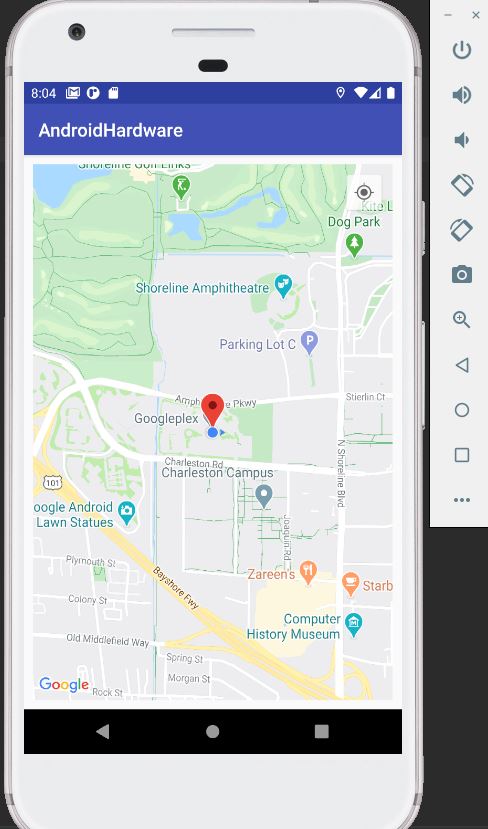 8:04
AndroidHardware
Shoreline Golf Links
Kite L
Dog Park
Shoreline Amphitheatre
Parking Lot C
P
Stierlin Ct
Googleplex
Charleston Rd
Charleston Campus
N Shoreline Blvd
101
oogle Android
Lawn Statues
Joaquin Rd
Plymouth St
Zareen's
Starb
Bayshore Fwy
Colony St
Computer
History Museum
Old Middlefield Way
Spring St
Morgan St
Google
Rock St